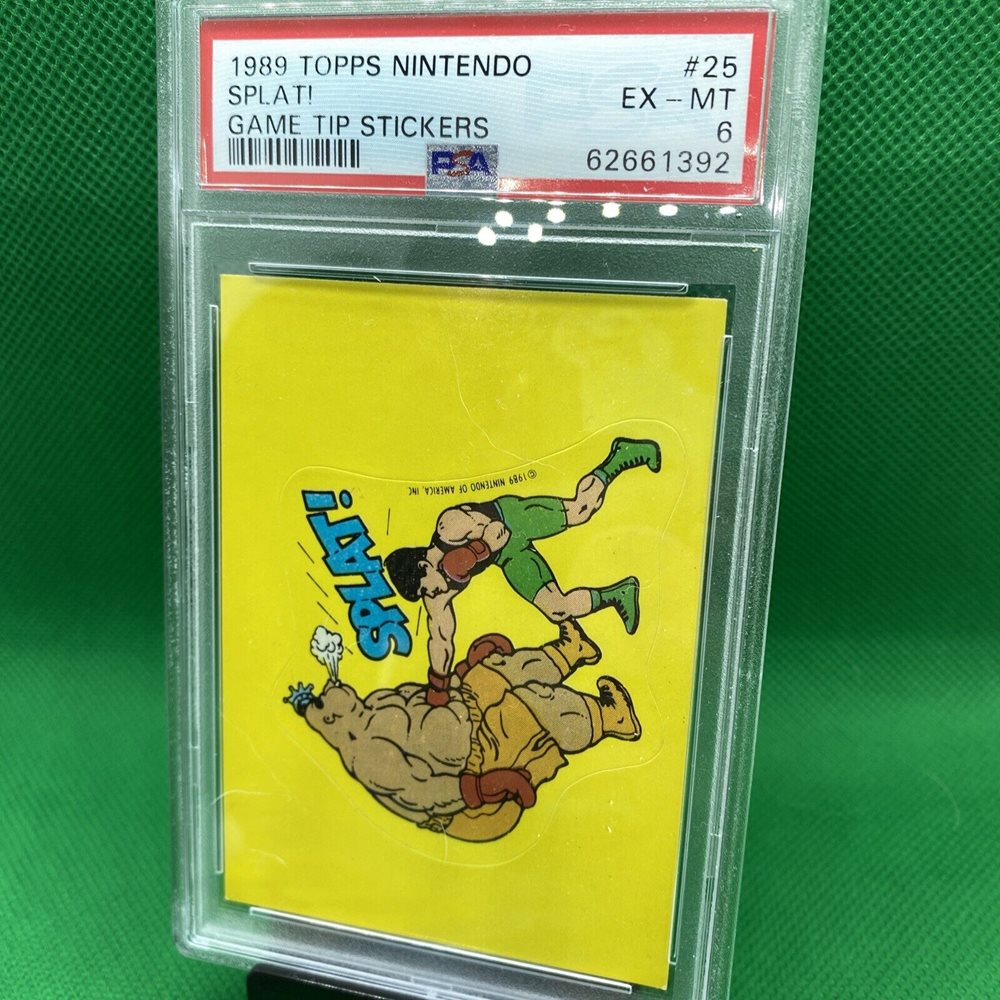 1989 TOPPS NINTENDO #25
SPLAT! EX - MT
GAME TIP STICKERS 6
PSA 62661392
© 1989 NINTENDO OF AMERICA, INC
SPLAT!